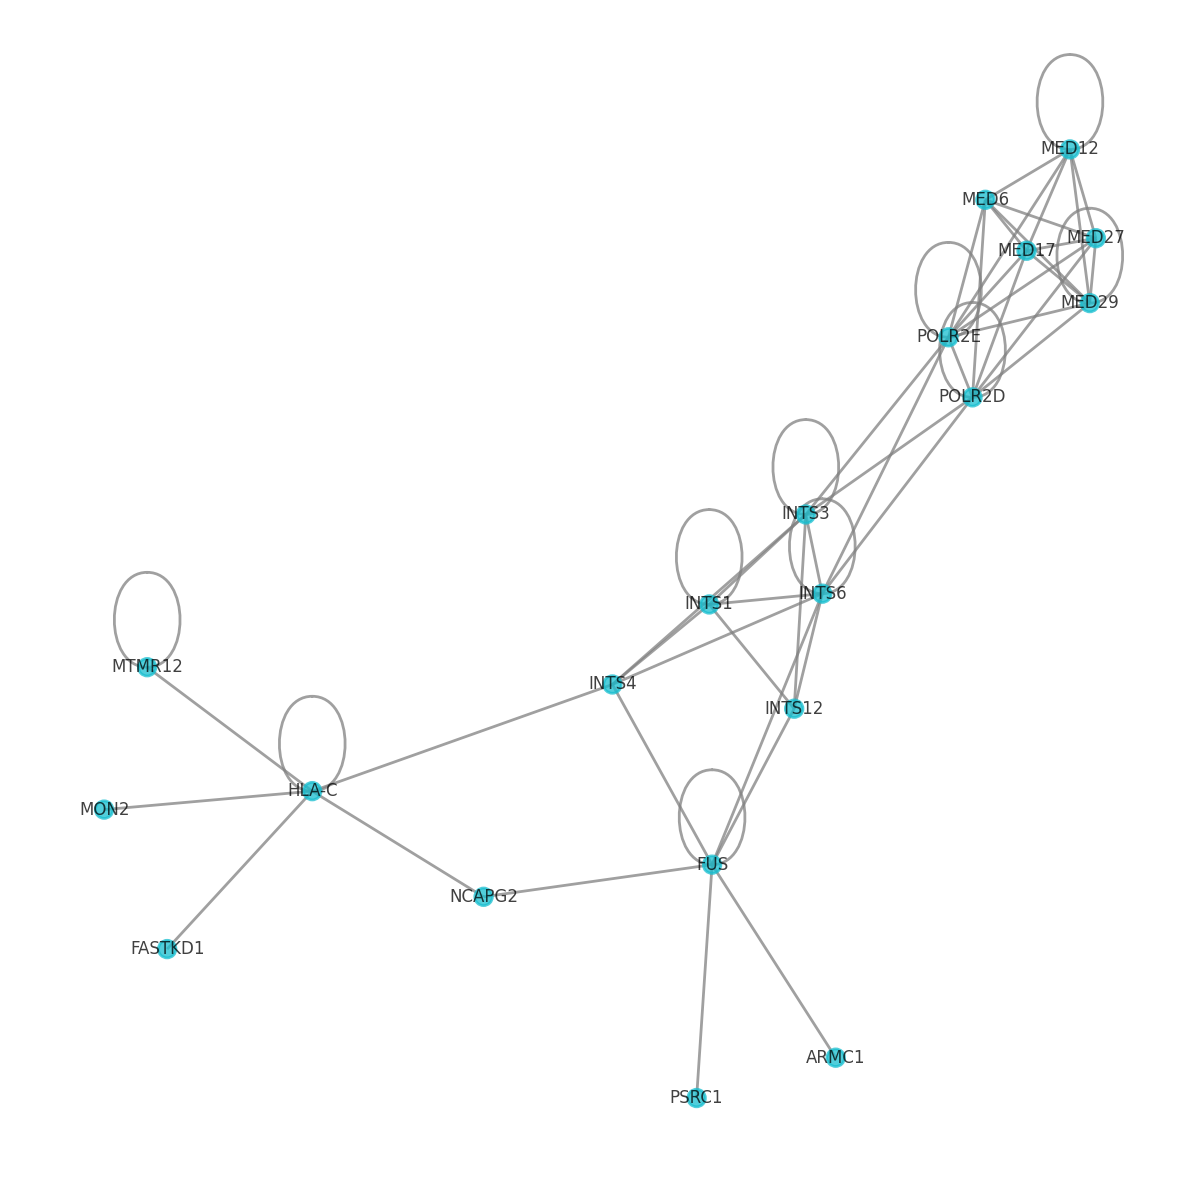 MED12
MED6
MED27
MED17
MED29
POLR2E
POLR2D
INTS3
INTS6
INTS1
MTMR12
INTS4
INTS12
HLA-C
MON2
FUS
NCAPG2
FASTKD1
ARMC1
PSRC1